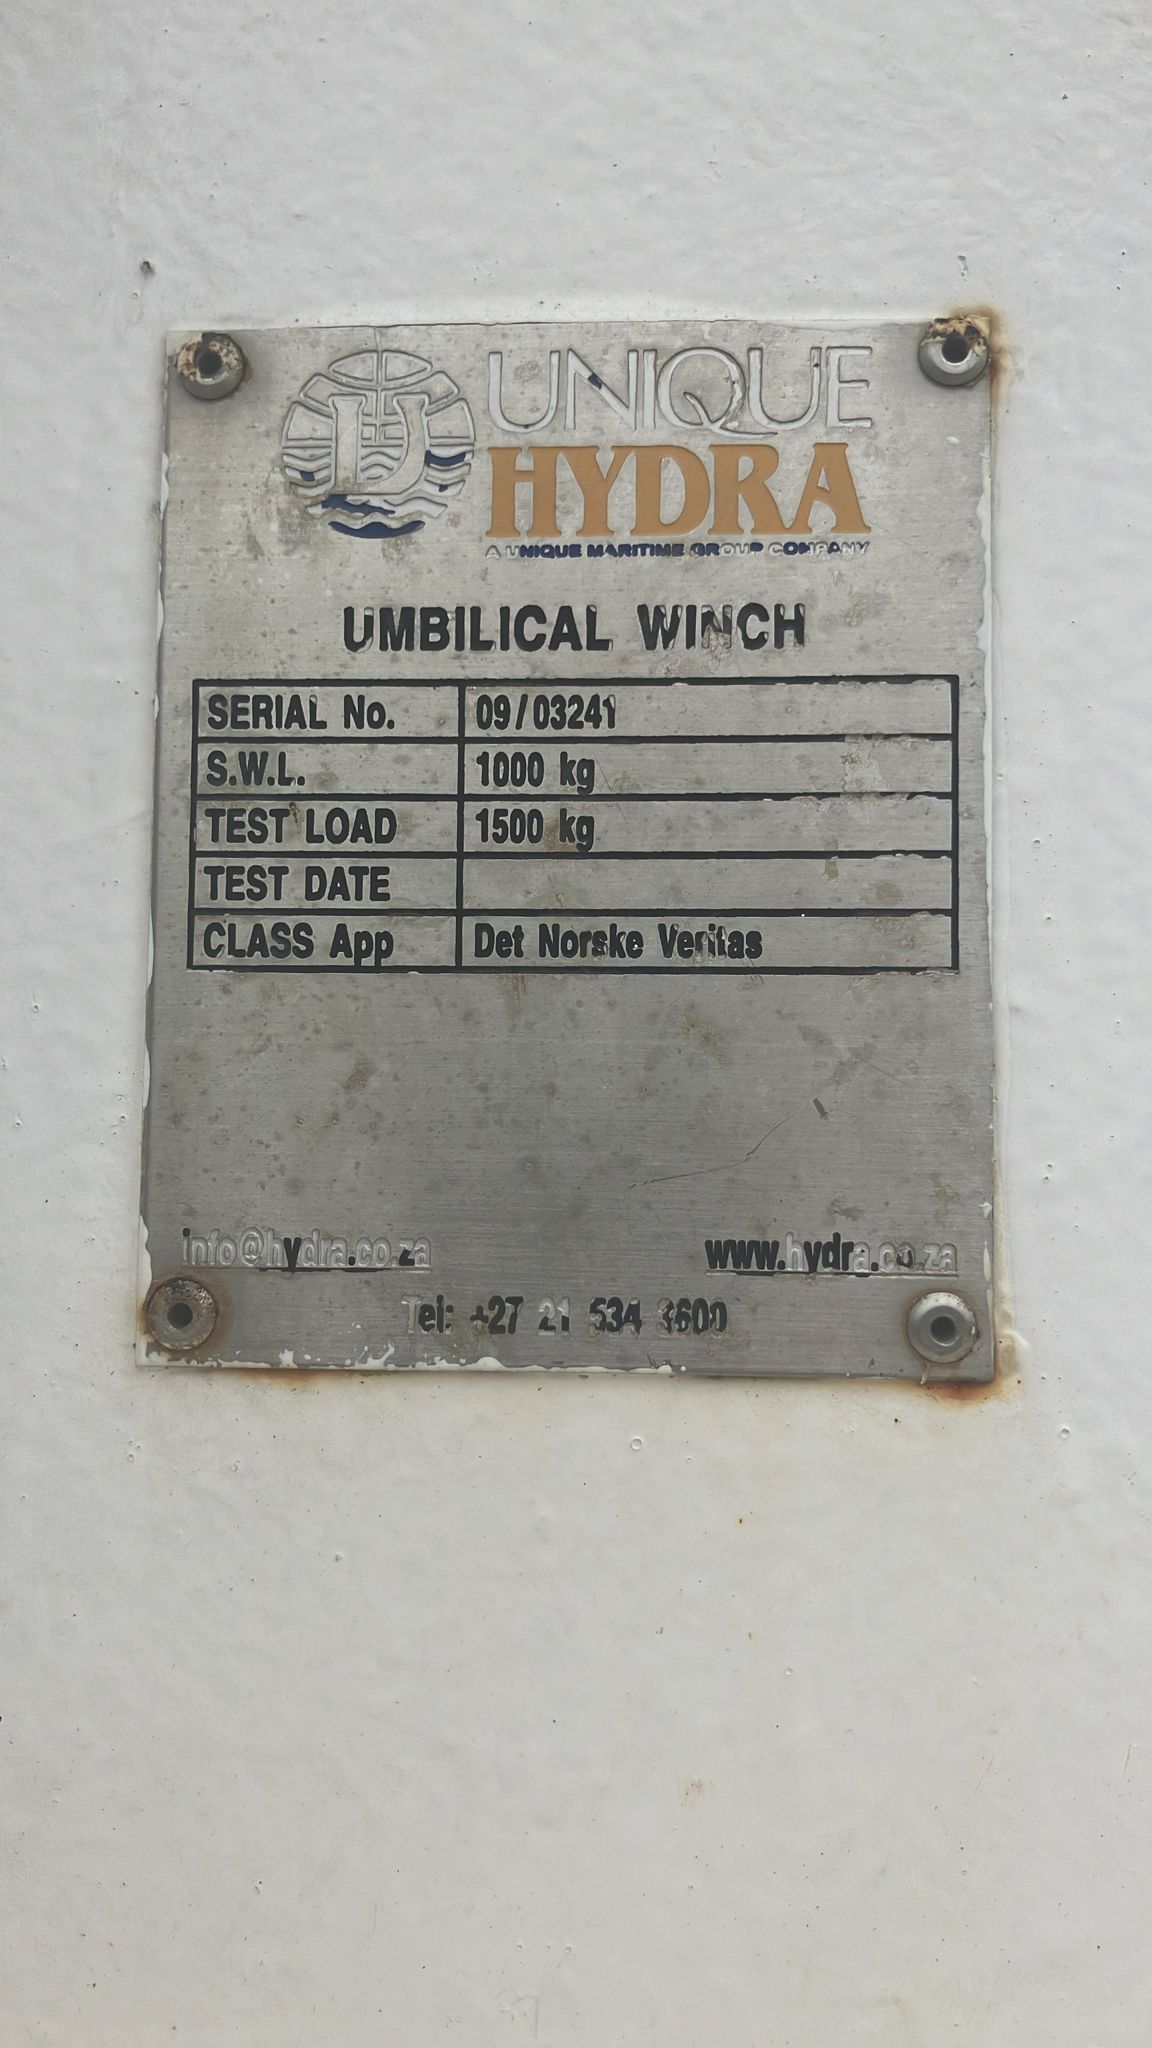 UNIQUE
HYDRA
A UNIQUE MARITIME GROUP COMPANY
UMBILICAL WINCH
SERIAL No. 09/03241
S.W.L. 1000 kg
TEST LOAD 1500 kg
TEST DATE
CLASS App Det Norske Veritas
info@hydra.co.za www.hydra.co.za
Tel: +27 21 534 3600